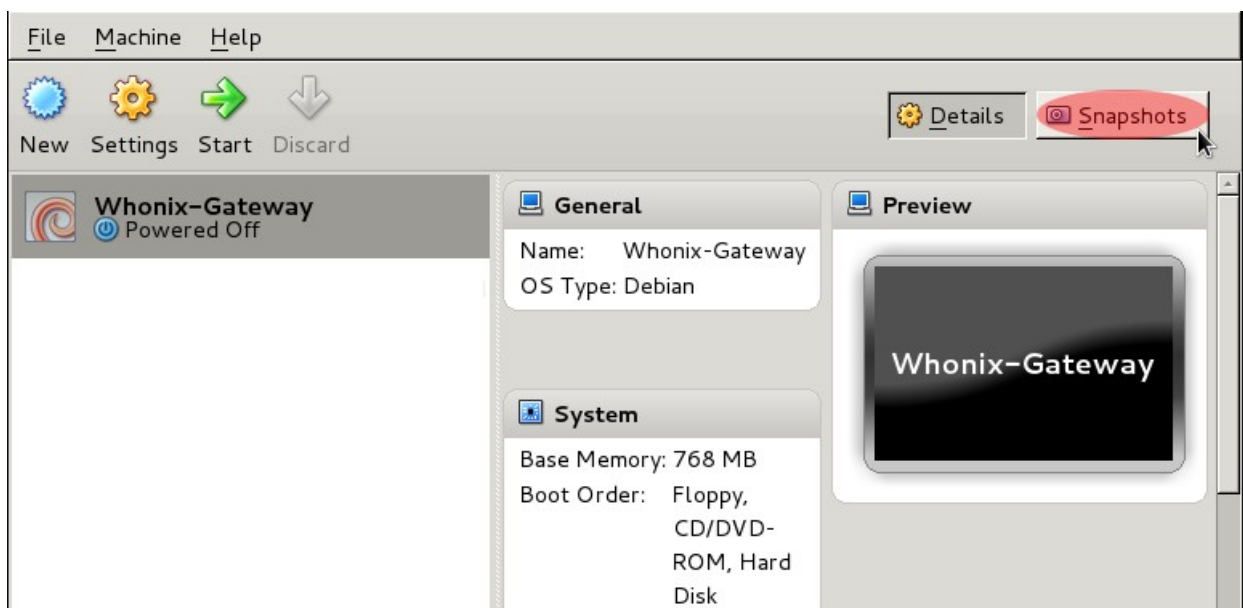 File Machine Help
New Settings Start Discard
Details Snapshots
Whonix-Gateway
Powered Off
General
Name: Whonix-Gateway
OS Type: Debian
System
Base Memory: 768 MB
Boot Order: Floppy,
CD/DVD-
ROM, Hard
Disk
Preview
Whonix-Gateway